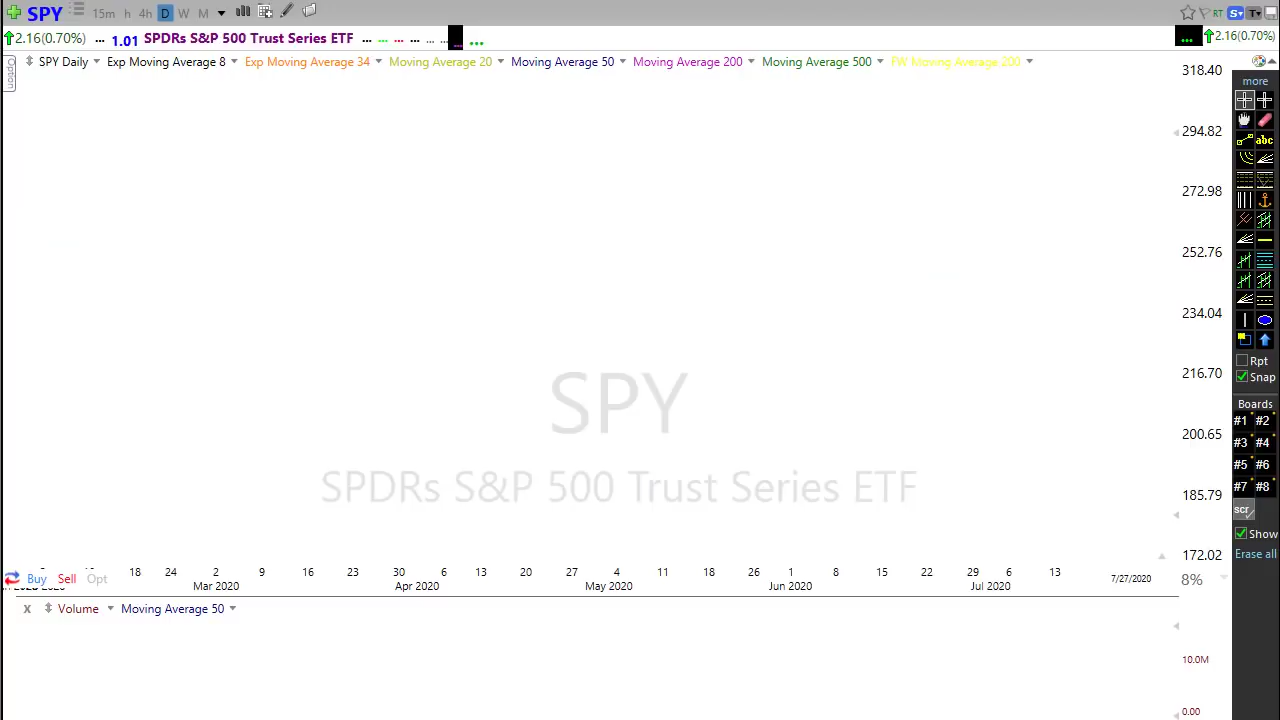 SPY 15m h 4h D W M RT S T
2.16(0.70%) ... 1.01 SPDRs S&P 500 Trust Series ETF ... ... ... ... ... ... ... ... ... 2.16(0.70%)
Option
SPY Daily Exp Moving Average 8 Exp Moving Average 34 Moving Average 20 Moving Average 50 Moving Average 200 Moving Average 500 FW Moving Average 200
318.40
more
294.82
abc
272.98
252.76
234.04
Rpt
216.70
Snap
SPY
Boards
200.65
#1 #2
#3 #4
#5 #6
SPDRs S&P 500 Trust Series ETF
#7 #8
185.79
scr
Show
172.02
Erase all
18 24 2 9 16 23 30 6 13 20 27 4 11 18 26 1 8 15 22 29 6 13
Buy Sell Opt
7/27/2020
8%
2020 Mar 2020 Apr 2020 May 2020 Jun 2020 Jul 2020
x Volume Moving Average 50
10.0M
0.00